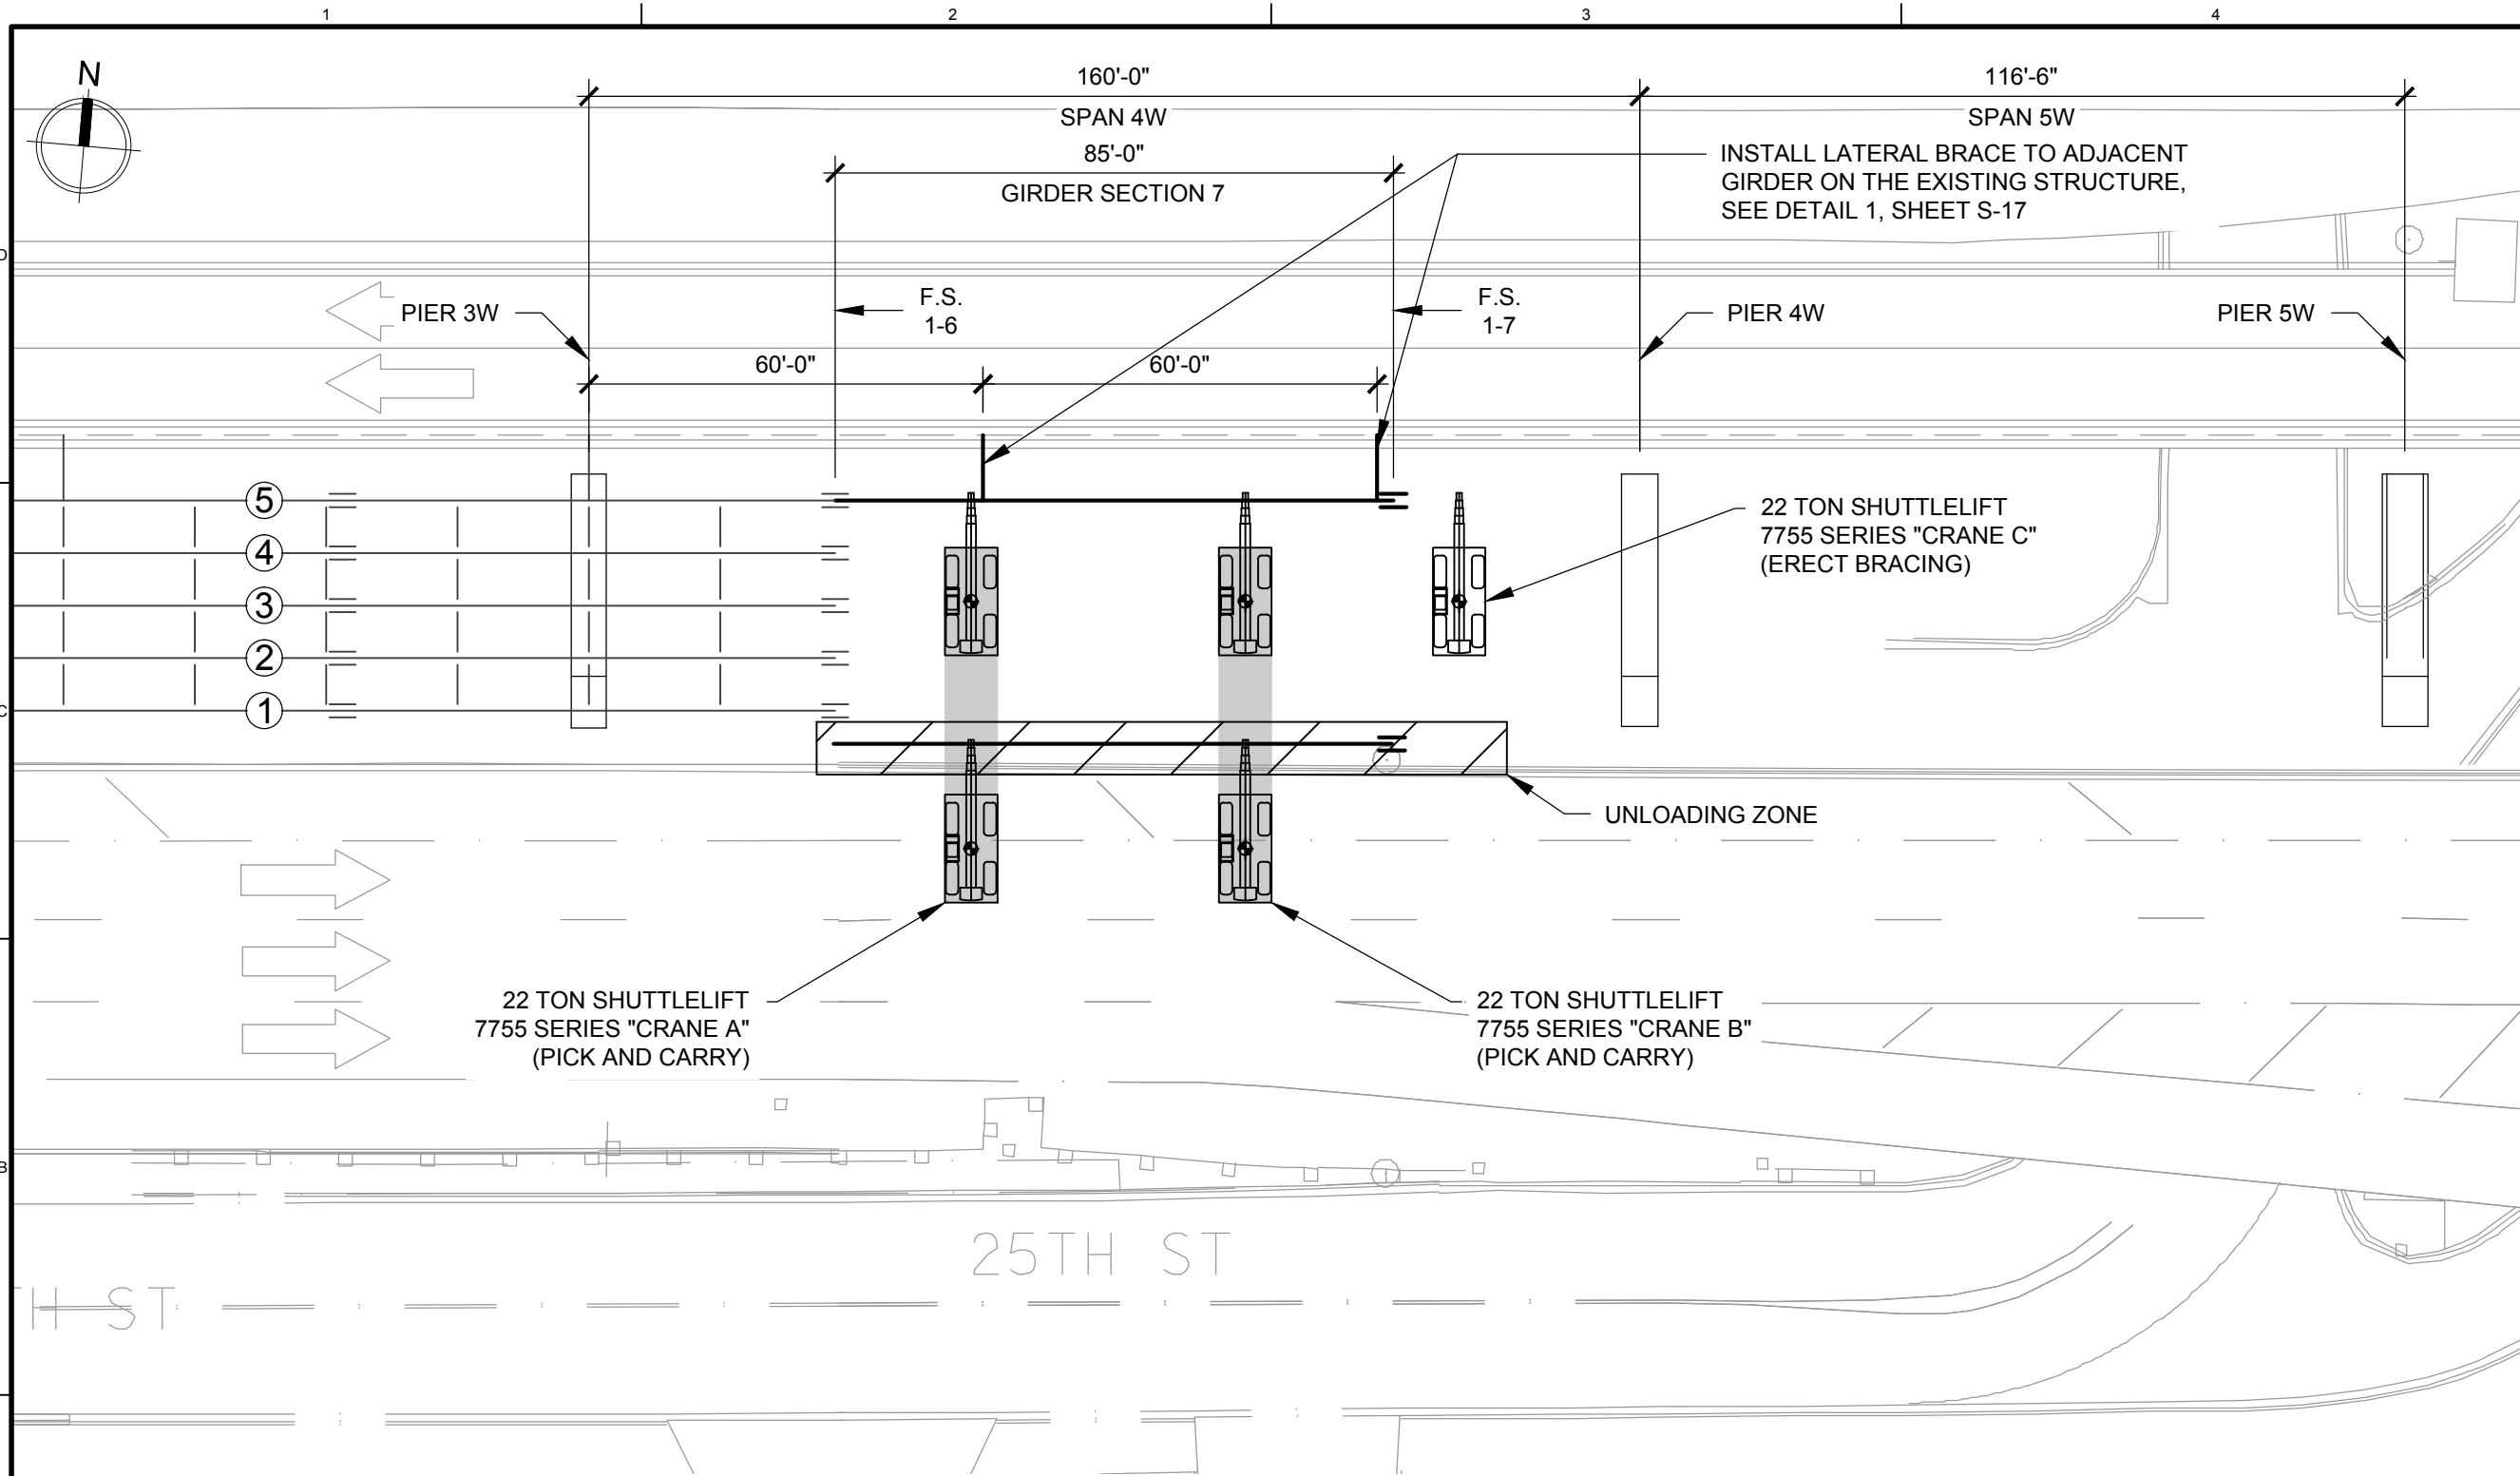 1
2
3
4
N
160'-0"
116'-6"
SPAN 4W
SPAN 5W
85'-0"
GIRDER SECTION 7
INSTALL LATERAL BRACE TO ADJACENT
GIRDER ON THE EXISTING STRUCTURE,
SEE DETAIL 1, SHEET S-17
PIER 3W
F.S.
1-6
F.S.
1-7
PIER 4W
PIER 5W
60'-0"
60'-0"
5
4
3
2
1
22 TON SHUTTLELIFT
7755 SERIES "CRANE C"
(ERECT BRACING)
C
UNLOADING ZONE
22 TON SHUTTLELIFT
7755 SERIES "CRANE A"
(PICK AND CARRY)
22 TON SHUTTLELIFT
7755 SERIES "CRANE B"
(PICK AND CARRY)
B
25TH ST
H ST